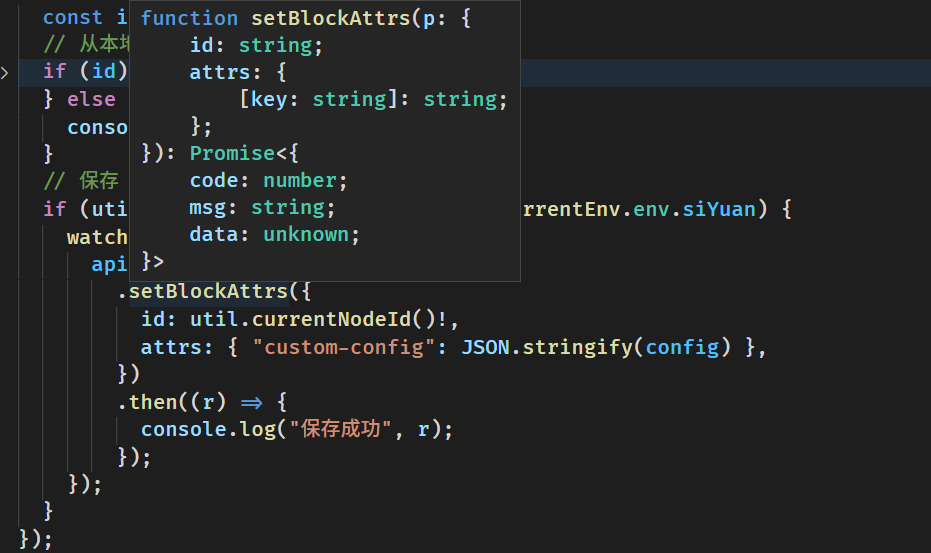 const i
// 从本地
if (id)
} else
conso
}
// 保存
if (uti
watch
api
function setBlockAttrs(p: {
id: string;
attrs: {
[key: string]: string;
};
}): Promise<{
code: number;
msg: string;
data: unknown;
}>
rrentEnv.env.siYuan) {
.setBlockAttrs({
id: util.currentNodeId()!,
attrs: { "custom-config": JSON.stringify(config) },
})
.then((r) => {
console.log("保存成功", r);
});
});
}
});